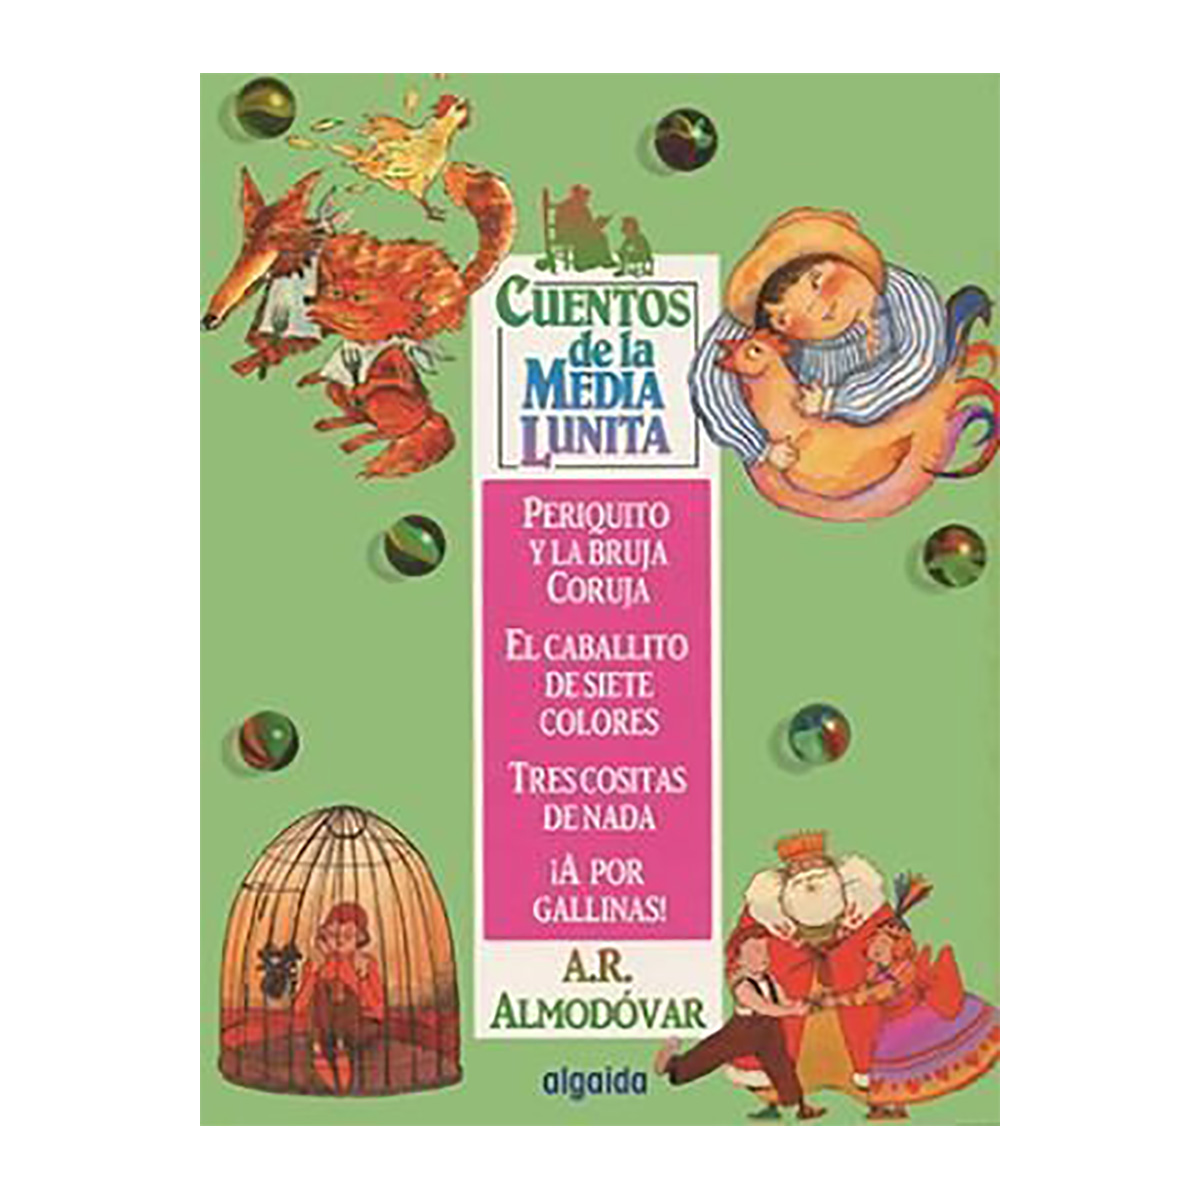 CUENTOS
de la
MEDIA
LUNITA
PERIQUITO
Y LA BRUJA
CORUJA
EL CABALLITO
DE SIETE
COLORES
TRES COSITAS
DE NADA
¡A POR
GALLINAS!
A.R.
ALMODÓVAR
algaida